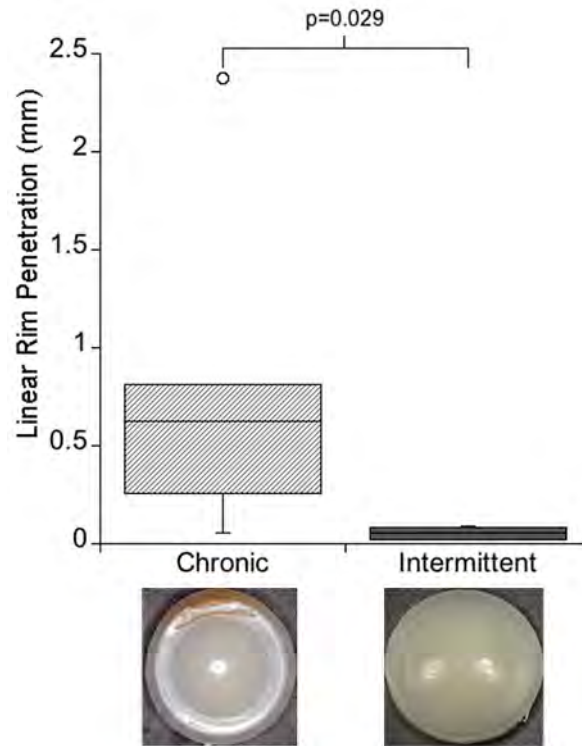 p=0.029
Linear Rim Penetration (mm)
2.5
2
1.5
1
0.5
0
Chronic
Intermittent